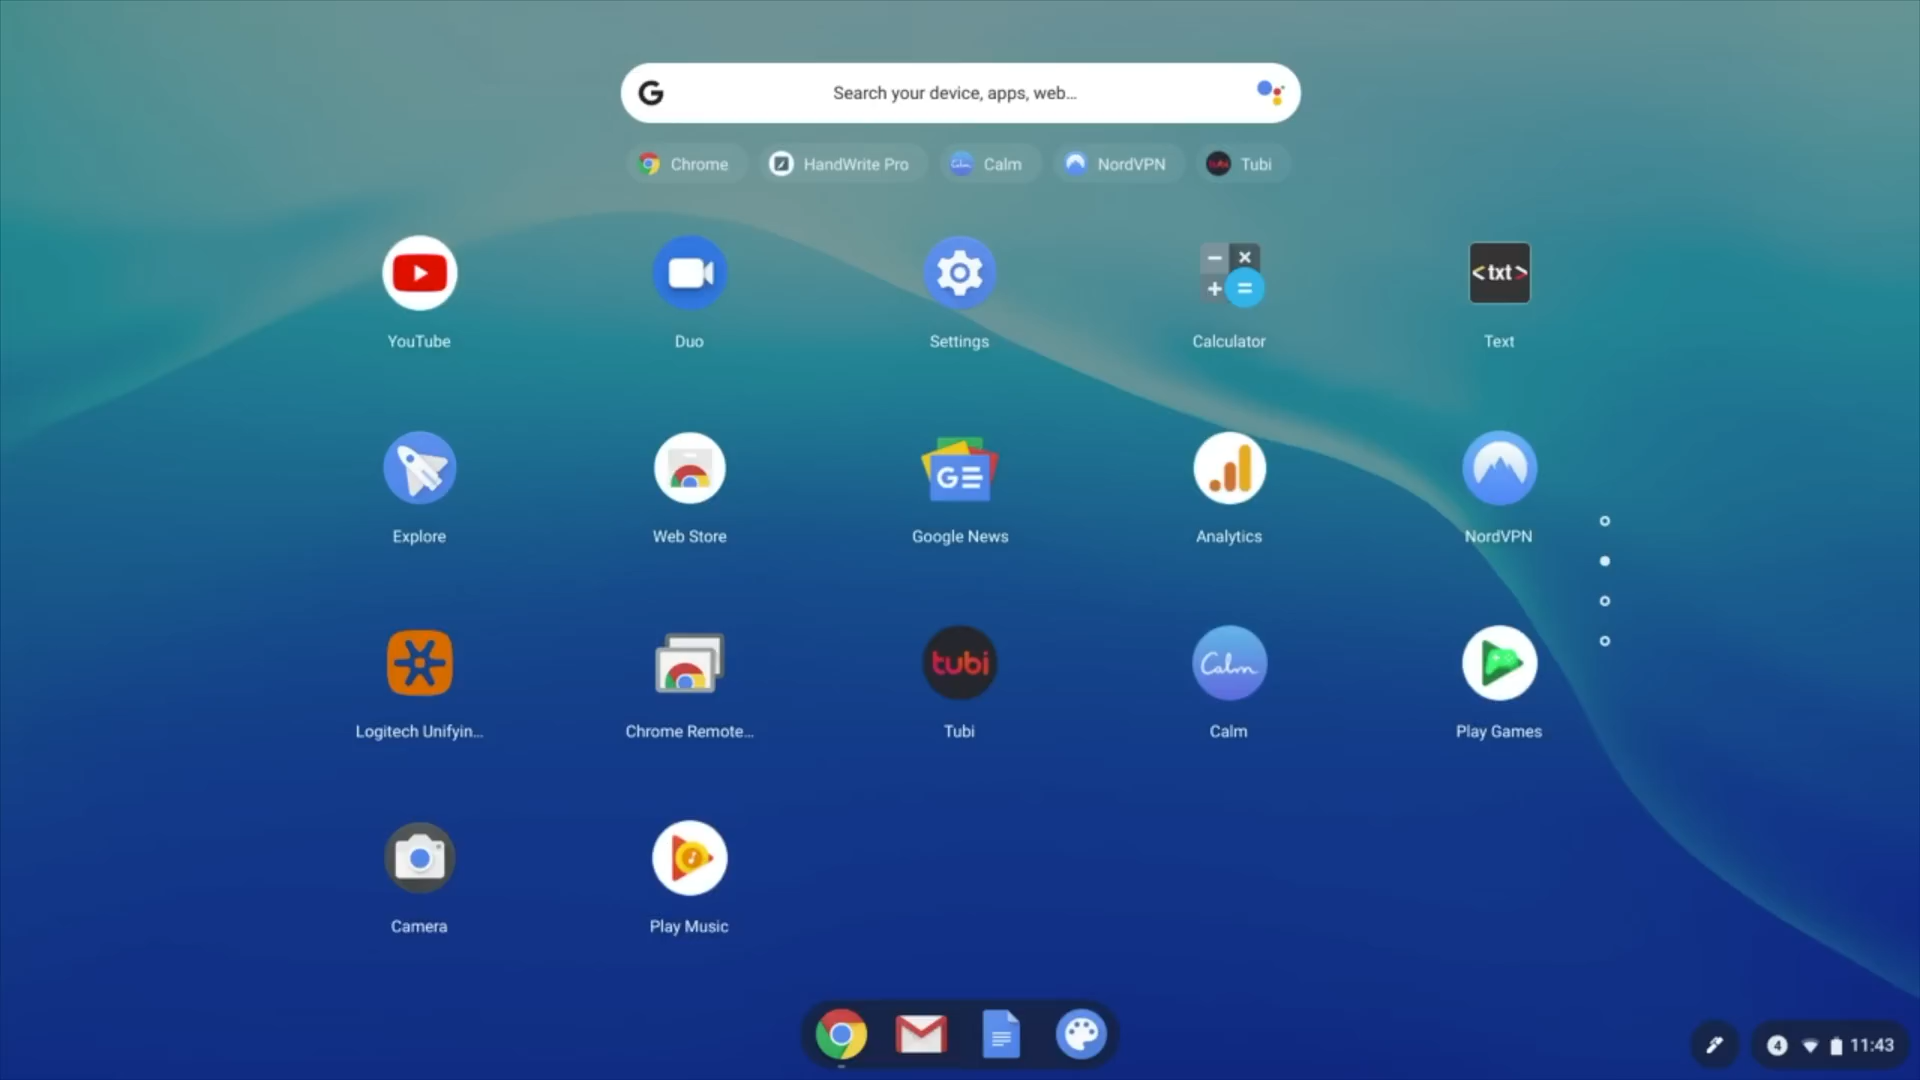 Search your device, apps, web...
Chrome HandWrite Pro Calm NordVPN Tubi
<txt>
YouTube Duo Settings Calculator Text
GE
Explore Web Store Google News Analytics NordVPN
tubi Calm
Logitech Unifyin... Chrome Remote... Tubi Calm Play Games
Camera Play Music
4 11:43